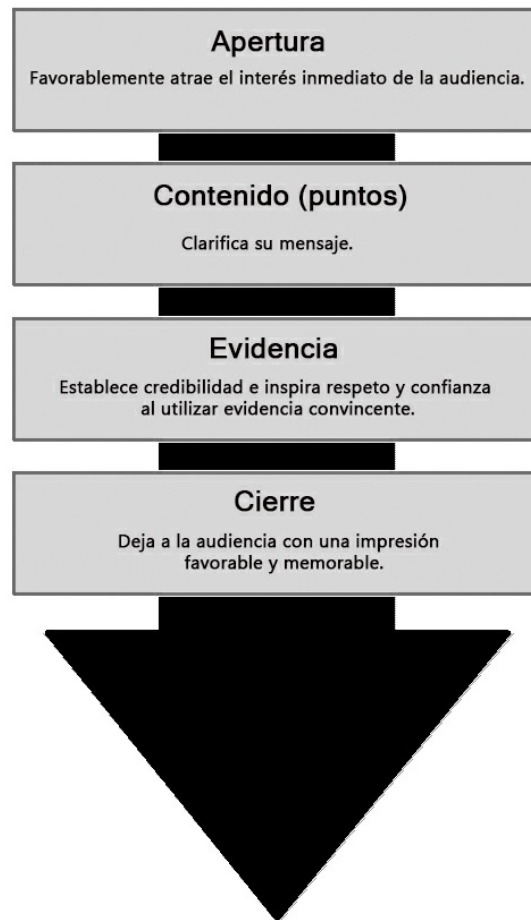 Apertura
Favorablemente atrae el interés inmediato de la audiencia.
Contenido (puntos)
Clarifica su mensaje.
Evidencia
Establece credibilidad e inspira respeto y confianza
al utilizar evidencia convincente.
Cierre
Deja a la audiencia con una impresión
favorable y memorable.